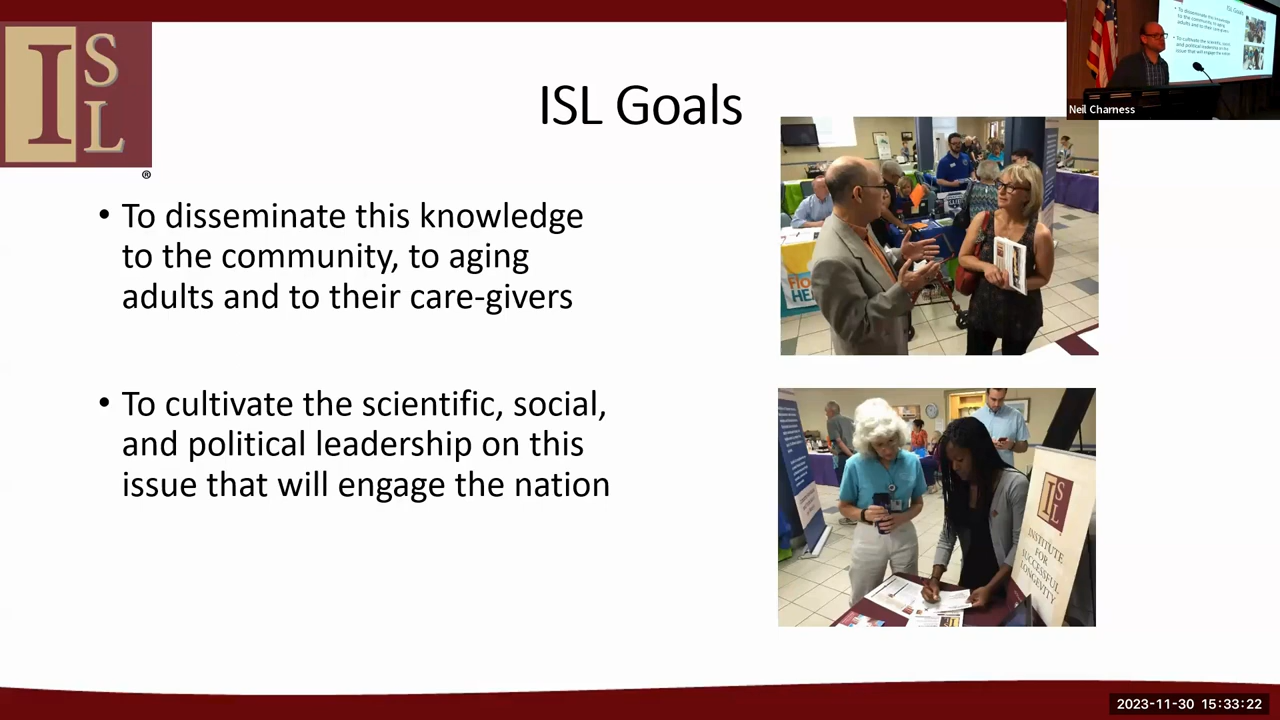 ISL
®
ISL Goals
• To disseminate this knowledge
to the community, to aging
adults and to their care-givers
• To cultivate the scientific, social,
and political leadership on this
issue that will engage the nation
ISL Goals
Neil Charness
ISL
INSTITUTE
FOR
SUCCESSFUL
LONGEVITY
2023-11-30 15:33:22